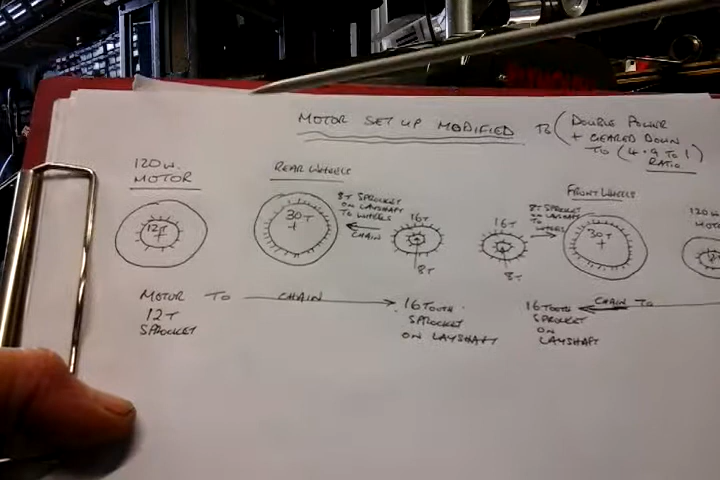 MOTOR SET UP MODIFIED TO ( DOUBLE POWER
+ GEARED DOWN
TO (4.9 TO 1)
RATIO
120W.
MOTOR
12T
REAR WHEELS
30T
+
8T SPROCKET
ON LAYSHAFT
TO WHEELS
CHAIN
16T
8T
16T
8T
FRONT WHEELS
8T SPROCKET
ON LAYSHAFT
TO
WHEELS
30T
+
120W
MOTO
MOTOR TO CHAIN
12T
SPROCKET
16 TOOTH
SPROCKET
ON LAYSHAFT
16 TOOTH
SPROCKET
ON
LAYSHAFT
CHAIN TO